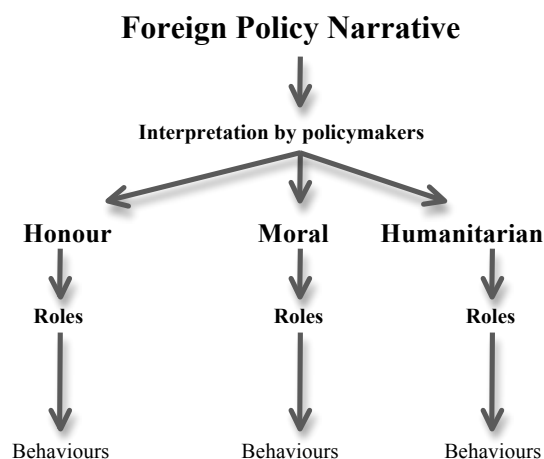 Foreign Policy Narrative
Interpretation by policymakers
Honour Moral Humanitarian
Roles Roles Roles
Behaviours Behaviours Behaviours